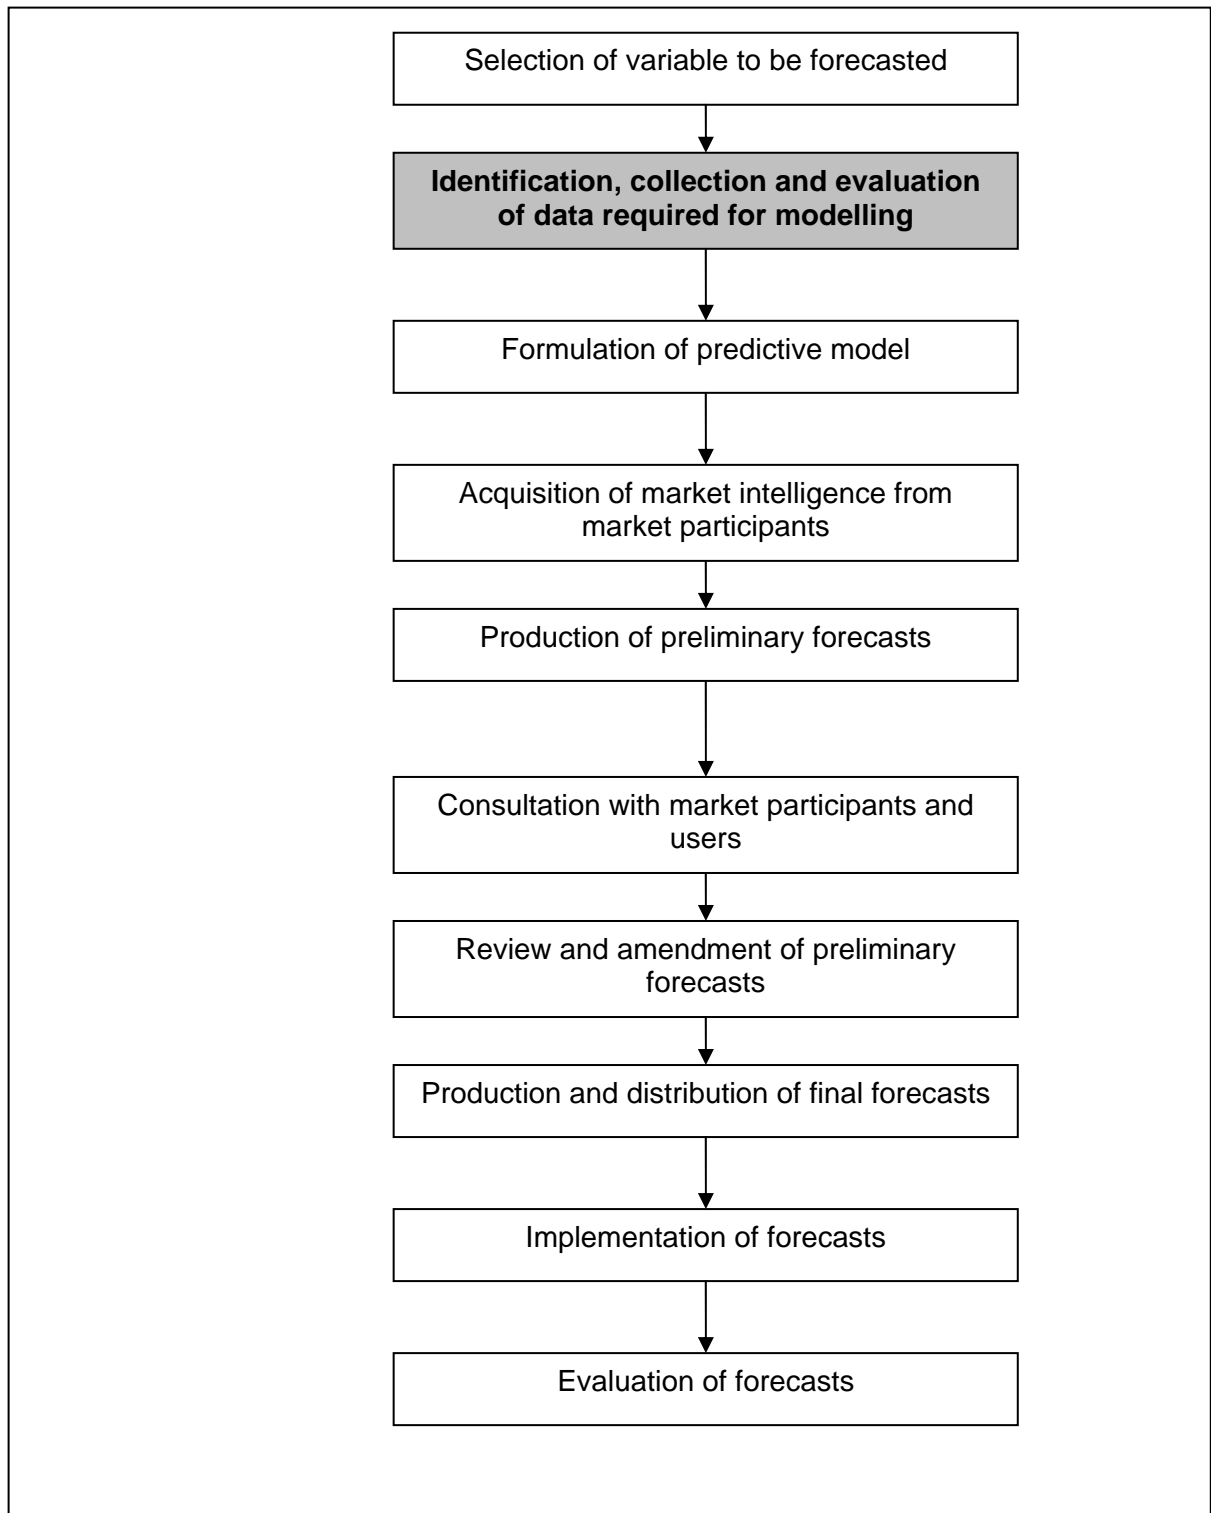 Selection of variable to be forecasted
Identification, collection and evaluation
of data required for modelling
Formulation of predictive model
Acquisition of market intelligence from
market participants
Production of preliminary forecasts
Consultation with market participants and
users
Review and amendment of preliminary
forecasts
Production and distribution of final forecasts
Implementation of forecasts
Evaluation of forecasts